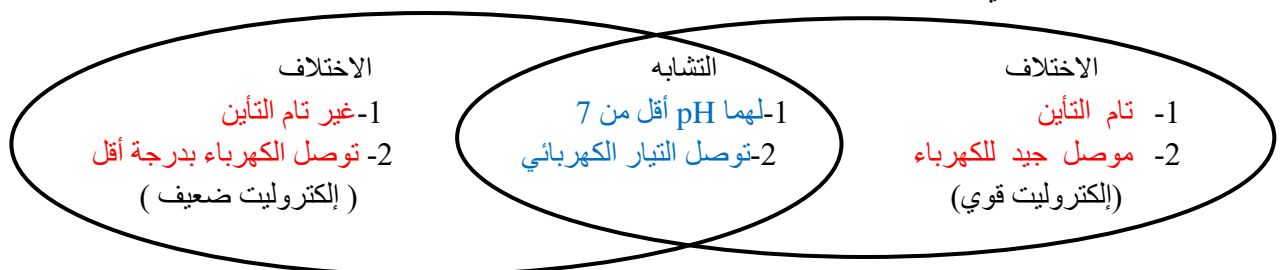 الاختلاف
1- تام التأين
2- موصل جيد للكهرباء
(إلكتروليت قوي)
التشابه
1-لهما pH أقل من 7
2-توصل التيار الكهربائي
الاختلاف
1-غير تام التأين
2- توصل الكهرباء بدرجة أقل
( إلكتروليت ضعيف )